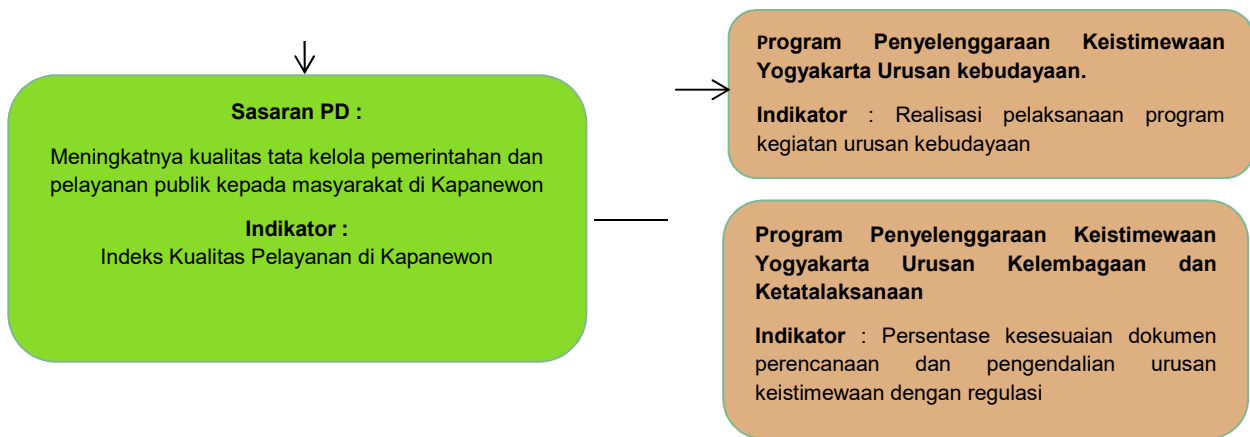 Sasaran PD :
Meningkatnya kualitas tata kelola pemerintahan dan
pelayanan publik kepada masyarakat di Kapanewon
Indikator :
Indeks Kualitas Pelayanan di Kapanewon
Program Penyelenggaraan Keistimewaan
Yogyakarta Urusan kebudayaan.
Indikator : Realisasi pelaksanaan program
kegiatan urusan kebudayaan
Program Penyelenggaraan Keistimewaan
Yogyakarta Urusan Kelembagaan dan
Ketatalaksanaan
Indikator : Persentase kesesuaian dokumen
perencanaan dan pengendalian urusan
keistimewaan dengan regulasi